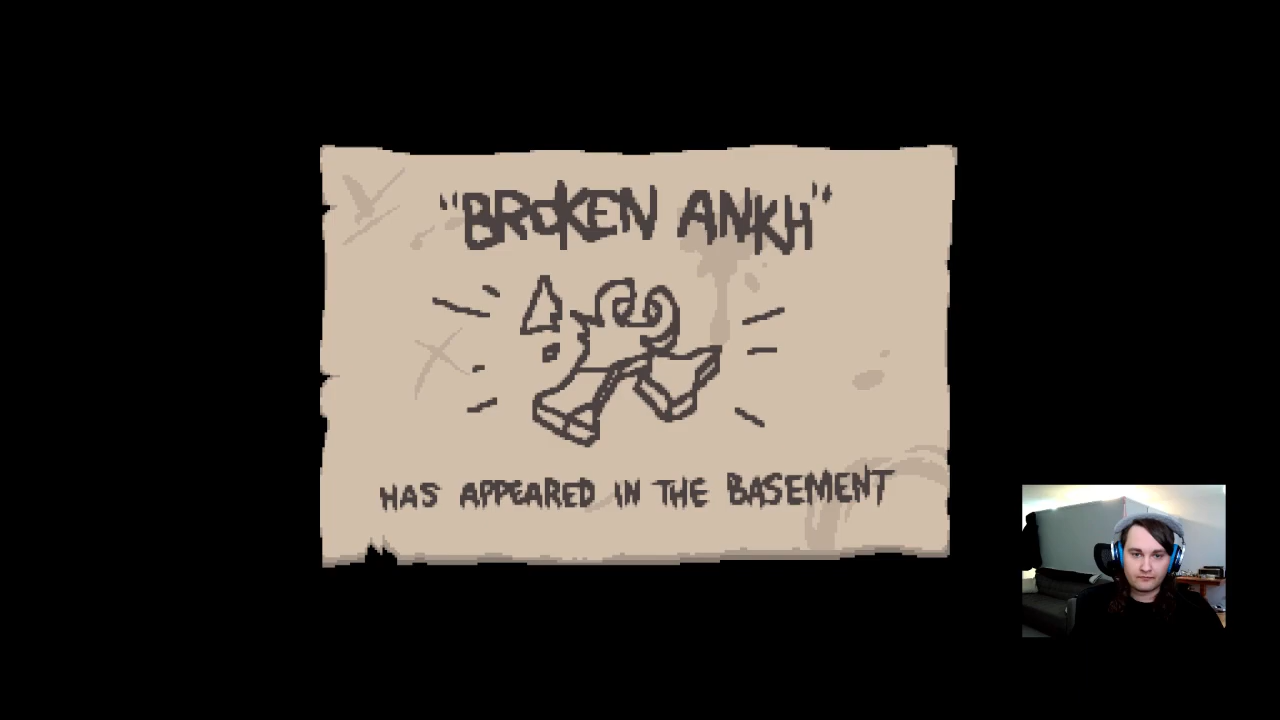 "BROKEN ANKH"
HAS APPEARED IN THE BASEMENT